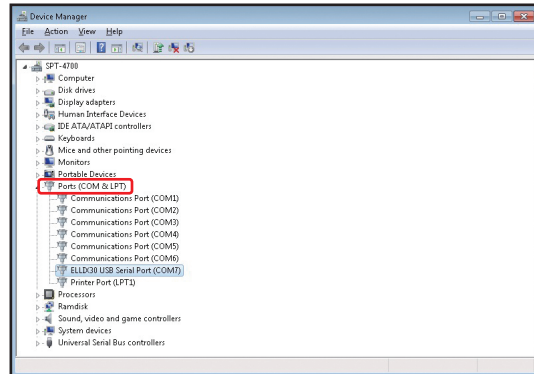 Device Manager
File Action View Help
SPT-4700
Computer
Disk drives
Display adapters
Human Interface Devices
IDE ATA/ATAPI controllers
Keyboards
Mice and other pointing devices
Monitors
Portable Devices
Ports (COM & LPT)
Communications Port (COM1)
Communications Port (COM2)
Communications Port (COM3)
Communications Port (COM4)
Communications Port (COM5)
Communications Port (COM6)
ELLDX30 USB Serial Port (COM7)
Printer Port (LPT1)
Processors
Ramdisk
Sound, video and game controllers
System devices
Universal Serial Bus controllers